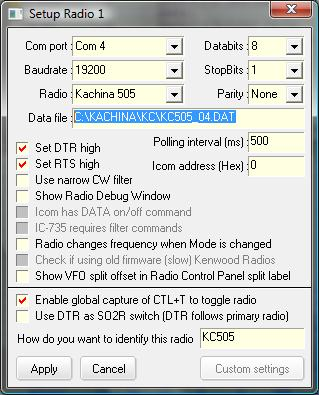 Setup Radio 1
Com port : Com 4 Databits : 8
Baudrate : 19200 StopBits : 1
Radio : Kachina 505 Parity : None
Data file : C:\KACHINA\KC\KC505_04.DAT
Set DTR high Polling interval (ms) : 500
Set RTS high Icom address (Hex) : 0
Use narrow CW filter
Show Radio Debug Window
Icom has DATA on/off command
IC-735 requires filter commands
Radio changes frequency when Mode is changed
Check if using old firmware (slow) Kenwood Radios
Show VFO split offset in Radio Control Panel split label
Enable global capture of CTL+T to toggle radio
Use DTR as SO2R switch (DTR follows primary radio)
How do you want to identify this radio KC505
Apply Cancel Custom settings